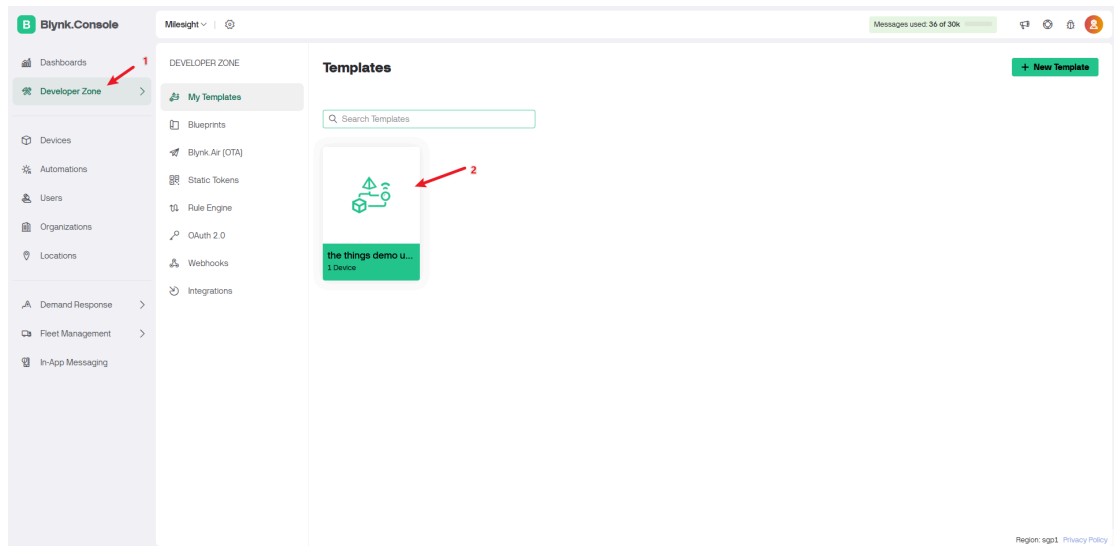 B Blynk.Console
Milesight
Messages used: 36 of 30k
Dashboards
1
Developer Zone
Devices
Automations
Users
Organizations
Locations
Demand Response
Fleet Management
In-App Messaging
DEVELOPER ZONE
My Templates
Blueprints
Blynk.Air (OTA)
Static Tokens
Rule Engine
OAuth 2.0
Webhooks
Integrations
Templates
+ New Template
Search Templates
2
the things demo u...
1 Device
Region: sgp1 Privacy Policy